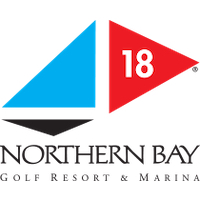 18
®
NORTHERN BAY
GOLF RESORT & MARINA